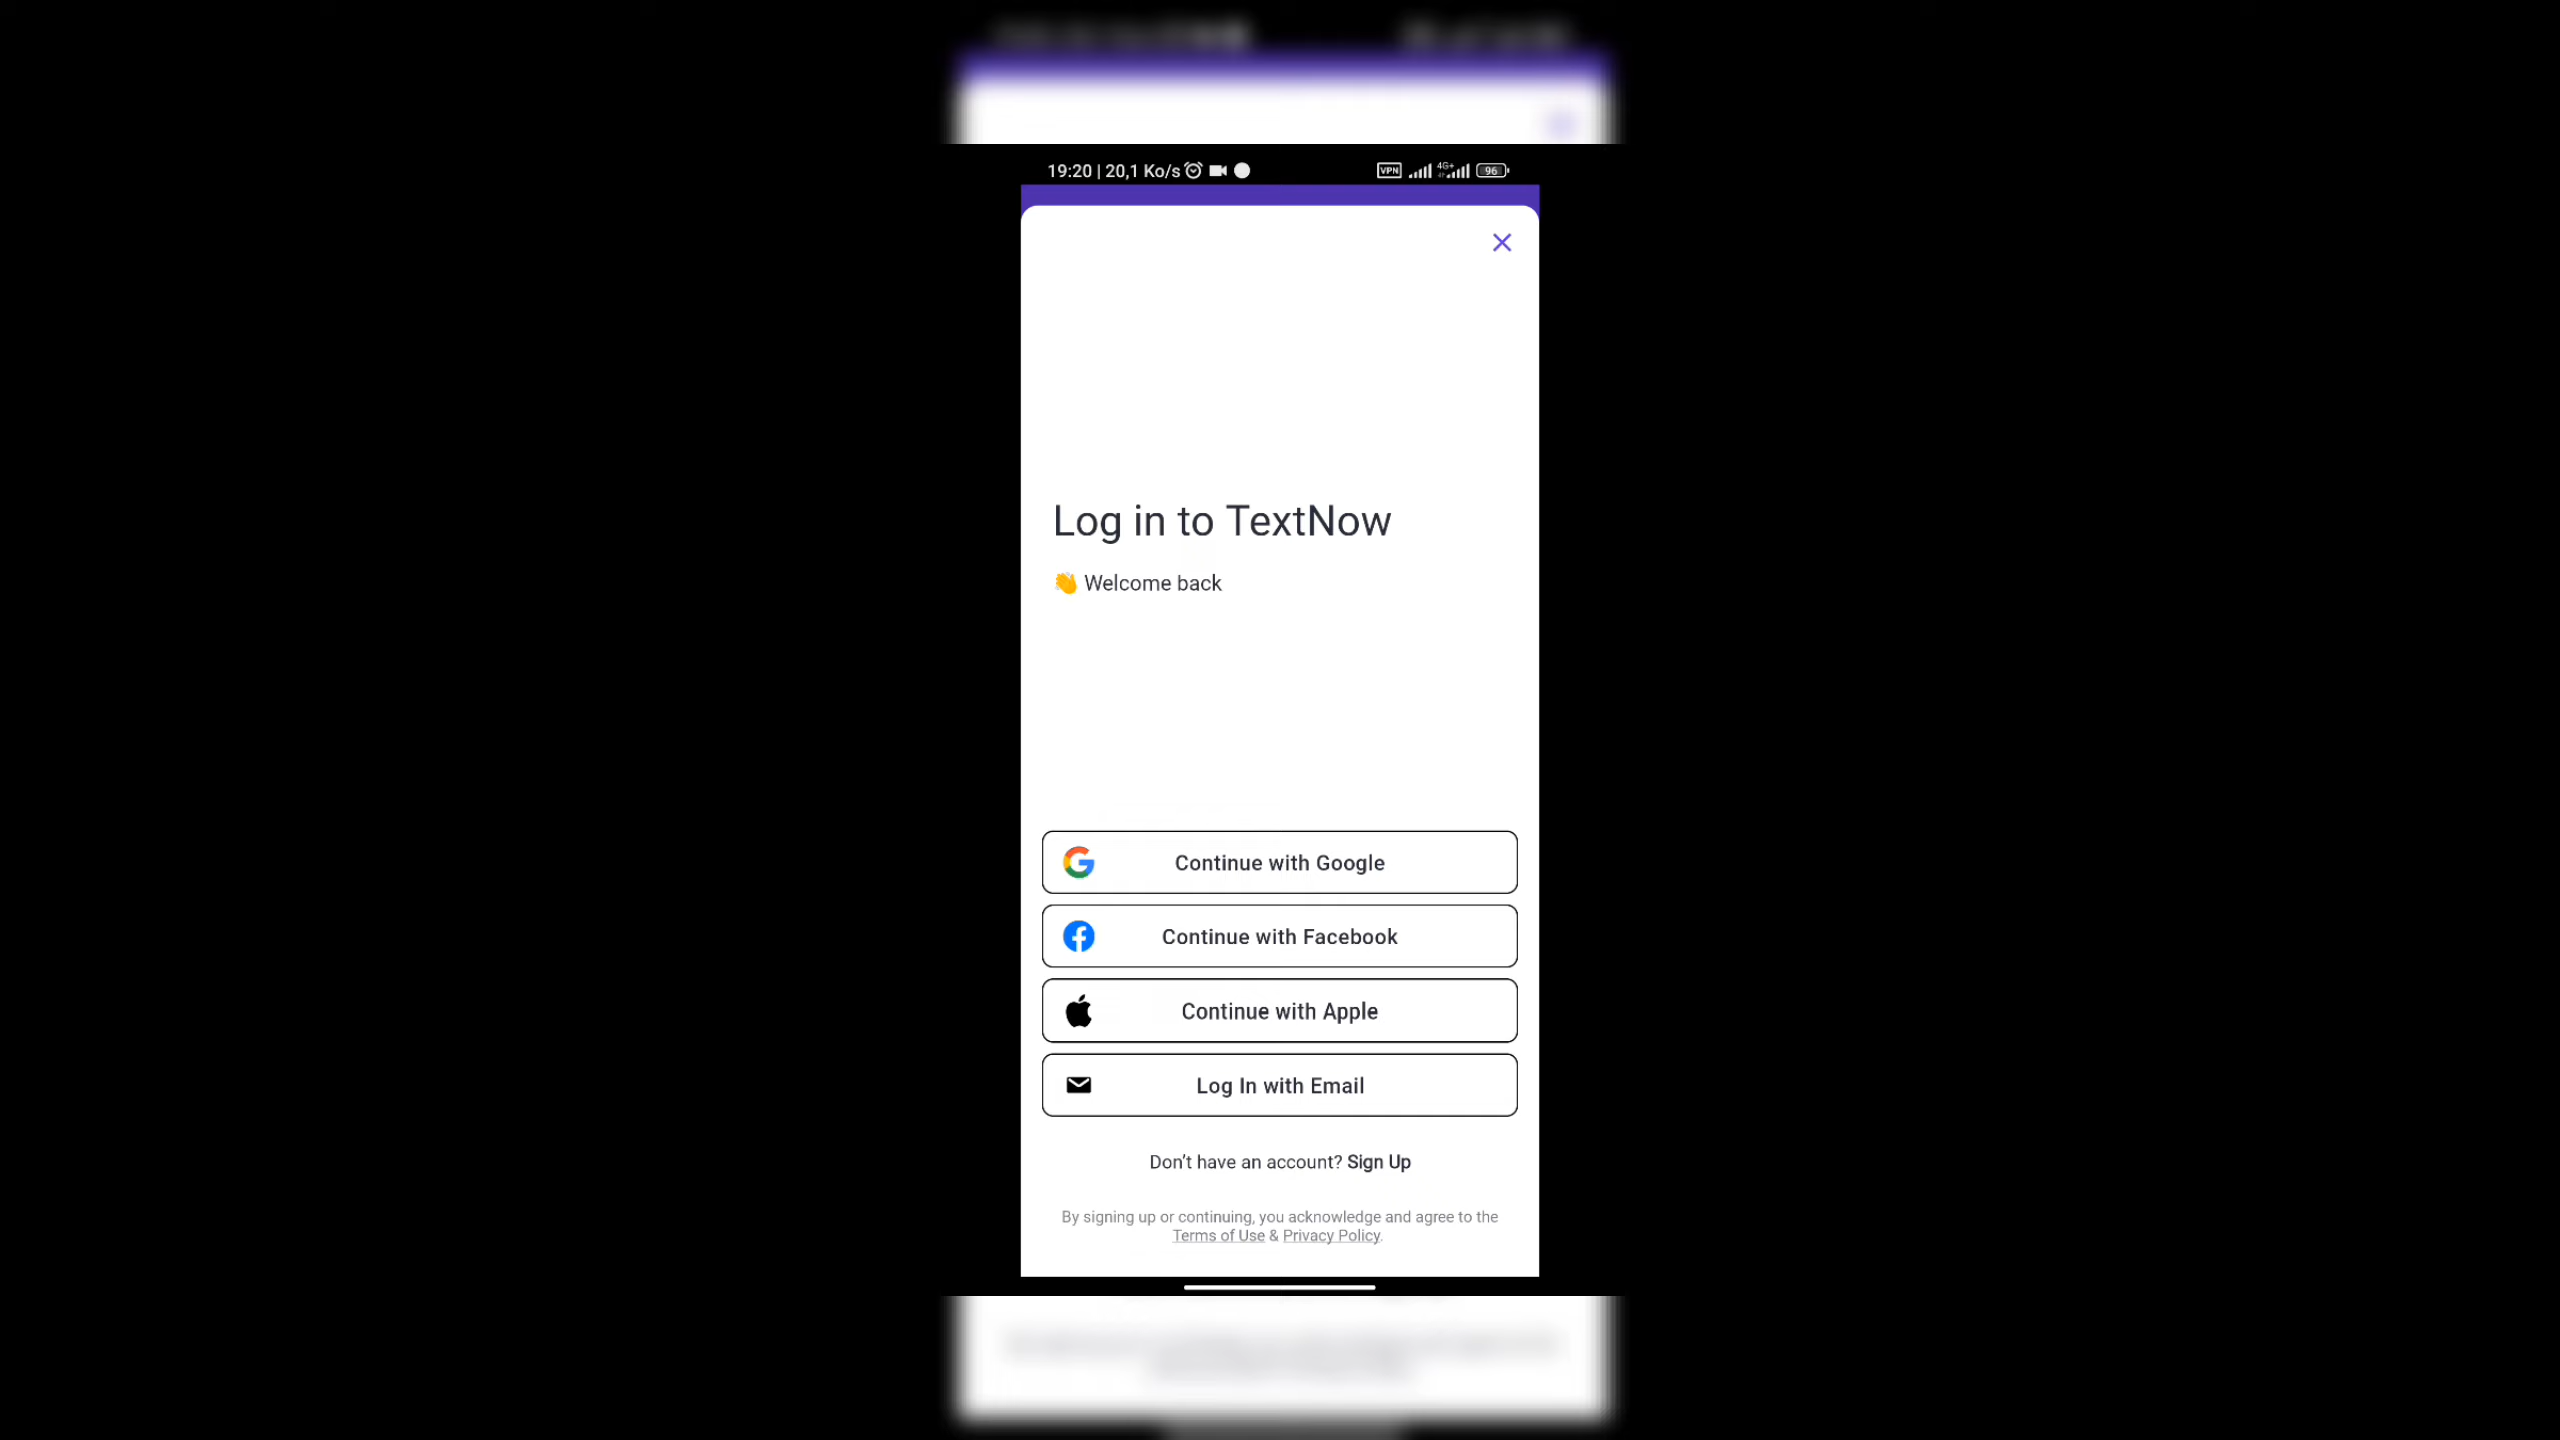 19:20 | 20,1 Ko/s VPN 4G+ 96
Log in to TextNow
👋 Welcome back
Continue with Google
Continue with Facebook
Continue with Apple
Log In with Email
Don't have an account? Sign Up
By signing up or continuing, you acknowledge and agree to the
Terms of Use & Privacy Policy.